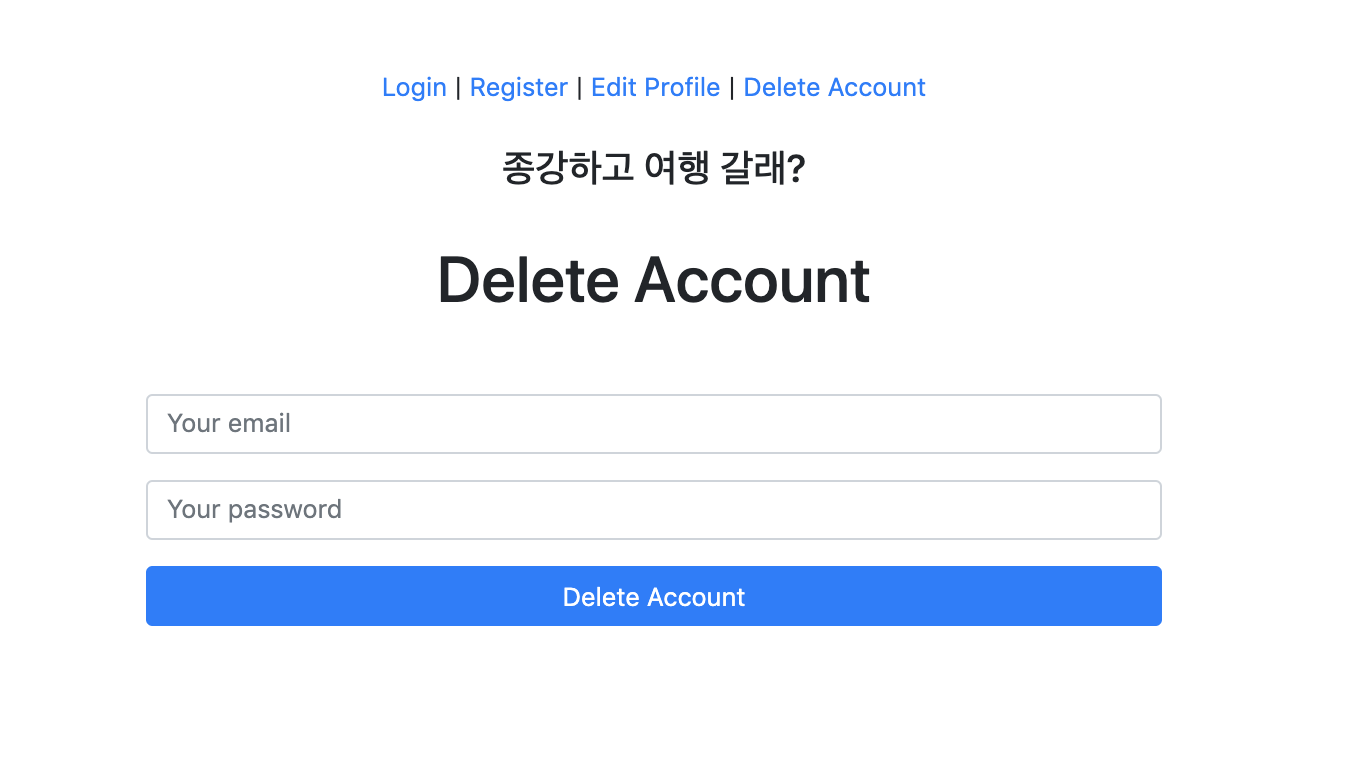 Login | Register | Edit Profile | Delete Account
종강하고 여행 갈래?
Delete Account
Your email
Your password
Delete Account